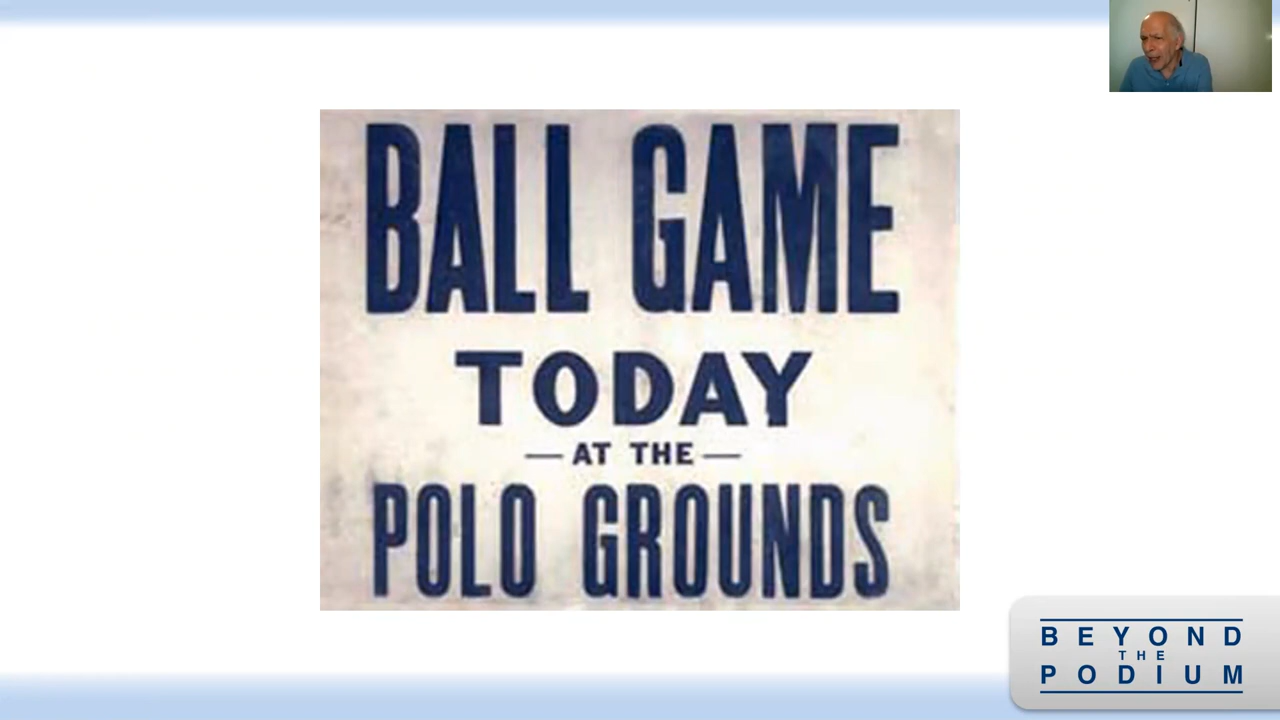 BALL GAME
TODAY
— AT THE —
POLO GROUNDS
BEYOND
THE
PODIUM